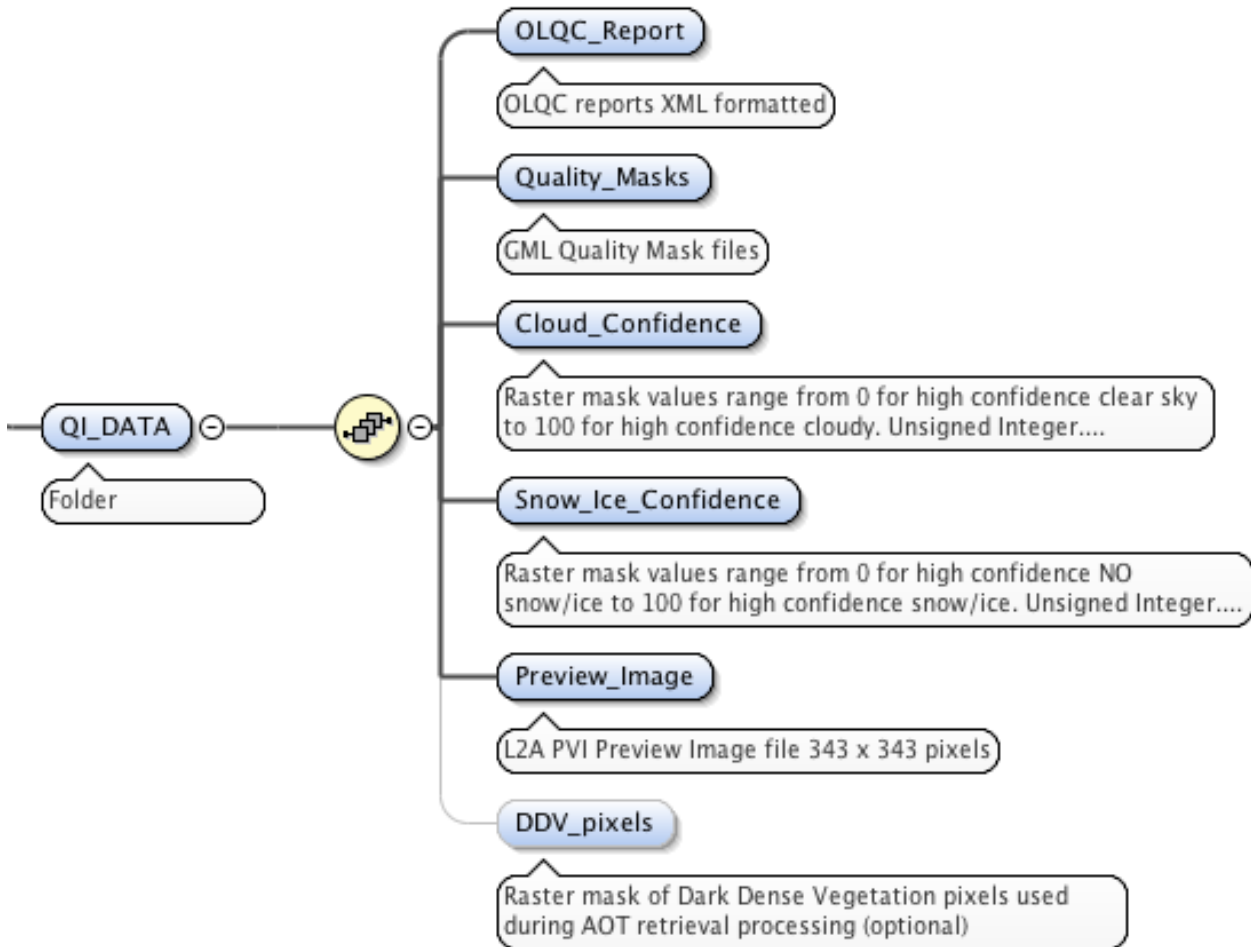 OLQC_Report
OLQC reports XML formatted
Quality_Masks
GML Quality Mask files
Cloud_Confidence
Raster mask values range from 0 for high confidence clear sky
to 100 for high confidence cloudy. Unsigned Integer....
QI_DATA
Folder
Snow_Ice_Confidence
Raster mask values range from 0 for high confidence NO
snow/ice to 100 for high confidence snow/ice. Unsigned Integer....
Preview_Image
L2A PVI Preview Image file 343 x 343 pixels
DDV_pixels
Raster mask of Dark Dense Vegetation pixels used
during AOT retrieval processing (optional)